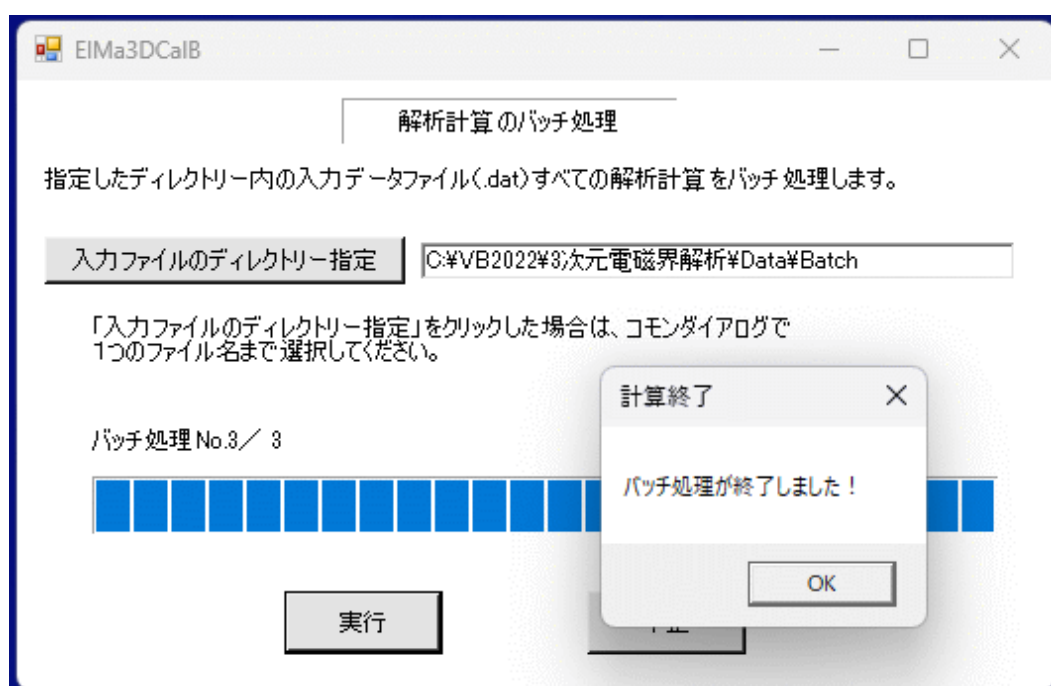 ElMa3DCalB
解析計算のバッチ処理
指定したディレクトリー内の入力データファイル(.dat)すべての解析計算をバッチ処理します。
入力ファイルのディレクトリー指定
C:¥VB2022¥3次元電磁界解析¥Data¥Batch
「入力ファイルのディレクトリー指定」をクリックした場合は、コモンダイアログで
1つのファイル名まで選択してください。
計算終了
バッチ処理No.3／ 3
バッチ処理が終了しました！
OK
実行